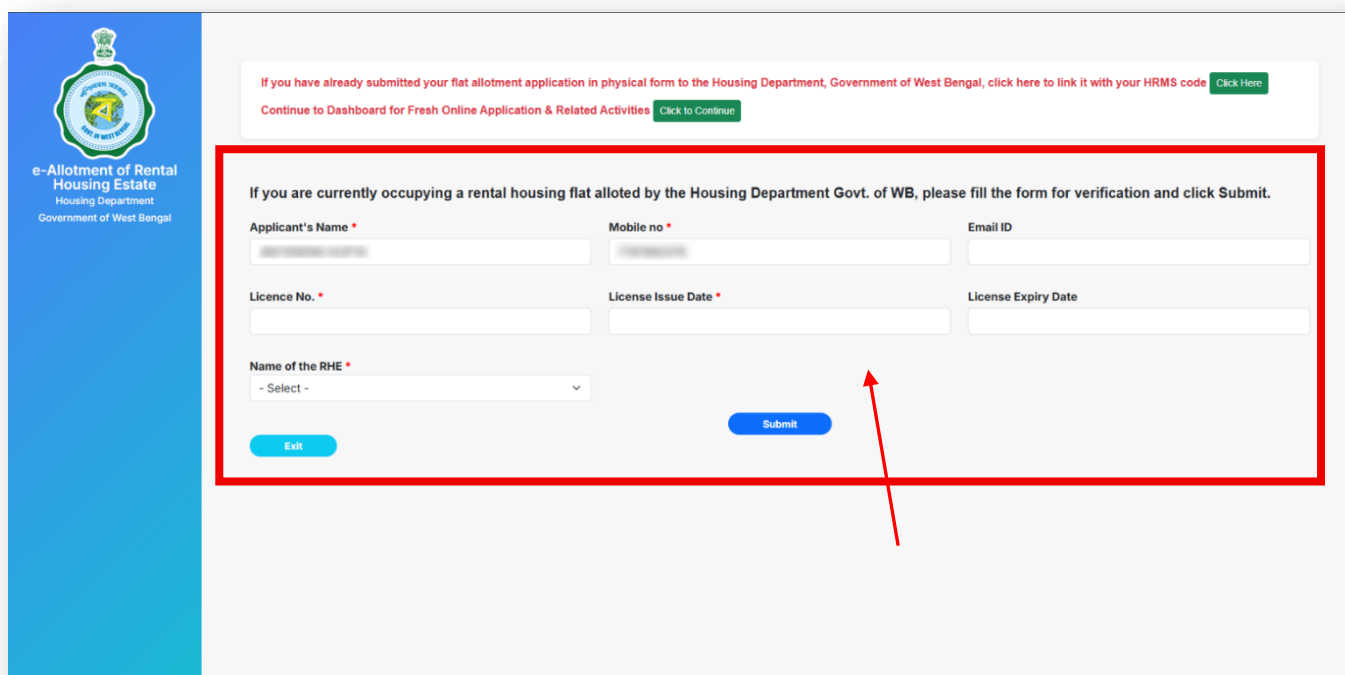 e-Allotment of Rental
Housing Estate
Housing Department
Government of West Bengal
If you have already submitted your flat allotment application in physical form to the Housing Department, Government of West Bengal, click here to link it with your HRMS code Click Here
Continue to Dashboard for Fresh Online Application & Related Activities Click to Continue
If you are currently occupying a rental housing flat alloted by the Housing Department Govt. of WB, please fill the form for verification and click Submit.
Applicant's Name * Mobile no * Email ID
Licence No. * License Issue Date * License Expiry Date
Name of the RHE *
- Select -
Submit
Exit